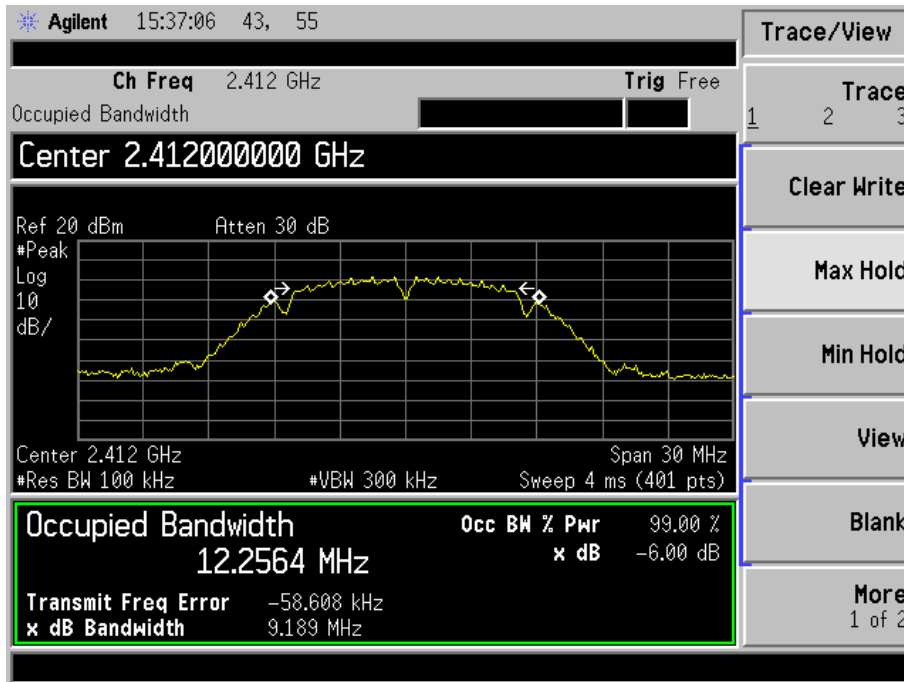 Agilent 15:37:06 43, 55
Trace/View
Ch Freq 2.412 GHz Trig Free
Occupied Bandwidth
Trace
1 2 3
Center 2.412000000 GHz
Clear Write
Ref 20 dBm Atten 30 dB
#Peak
Log
10
dB/
Max Hold
Min Hold
View
Center 2.412 GHz Span 30 MHz
#Res BW 100 kHz #VBW 300 kHz Sweep 4 ms (401 pts)
Occupied Bandwidth Occ BW % Pwr 99.00 %
12.2564 MHz x dB -6.00 dB
Blank
Transmit Freq Error -58.608 kHz
x dB Bandwidth 9.189 MHz
More
1 of 2